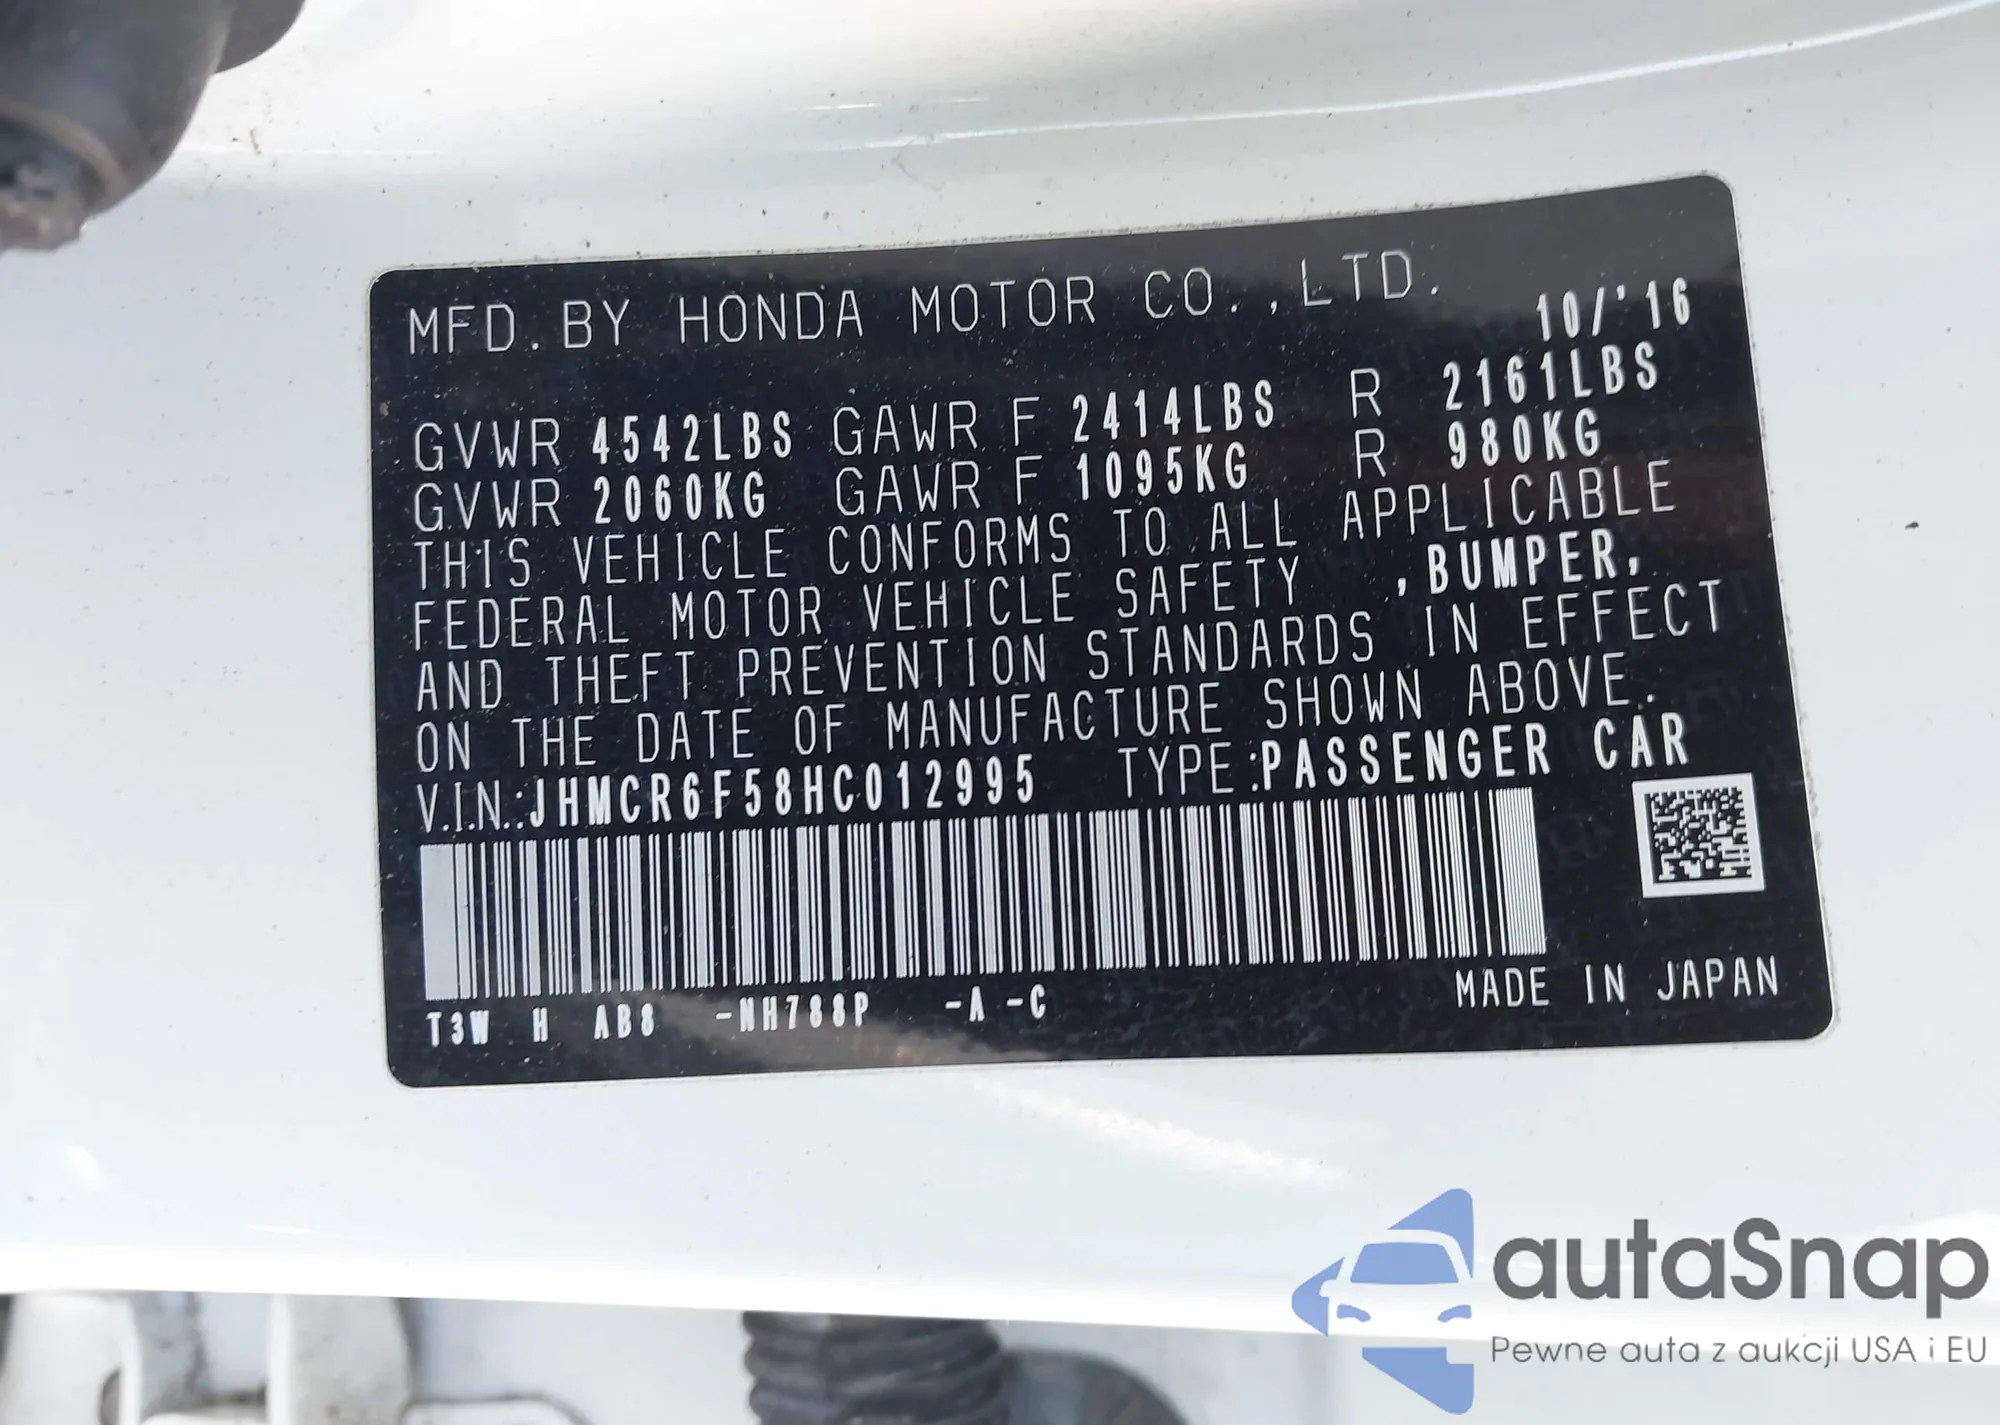 MFD. BY HONDA MOTOR CO.,LTD.
10/'16
GVWR 4542LBS GAWR F 2414LBS R 2161LBS
GVWR 2060KG GAWR F 1095KG R 980KG
THIS VEHICLE CONFORMS TO ALL APPLICABLE
FEDERAL MOTOR VEHICLE SAFETY , BUMPER,
AND THEFT PREVENTION STANDARDS IN EFFECT
ON THE DATE OF MANUFACTURE SHOWN ABOVE.
V.I.N.:JHMCR6F58HC012995 TYPE:PASSENGER CAR
T3W H AB8 -NH788P -A -C
MADE IN JAPAN
autaSnap
Pewne auta z aukcji USA i EU